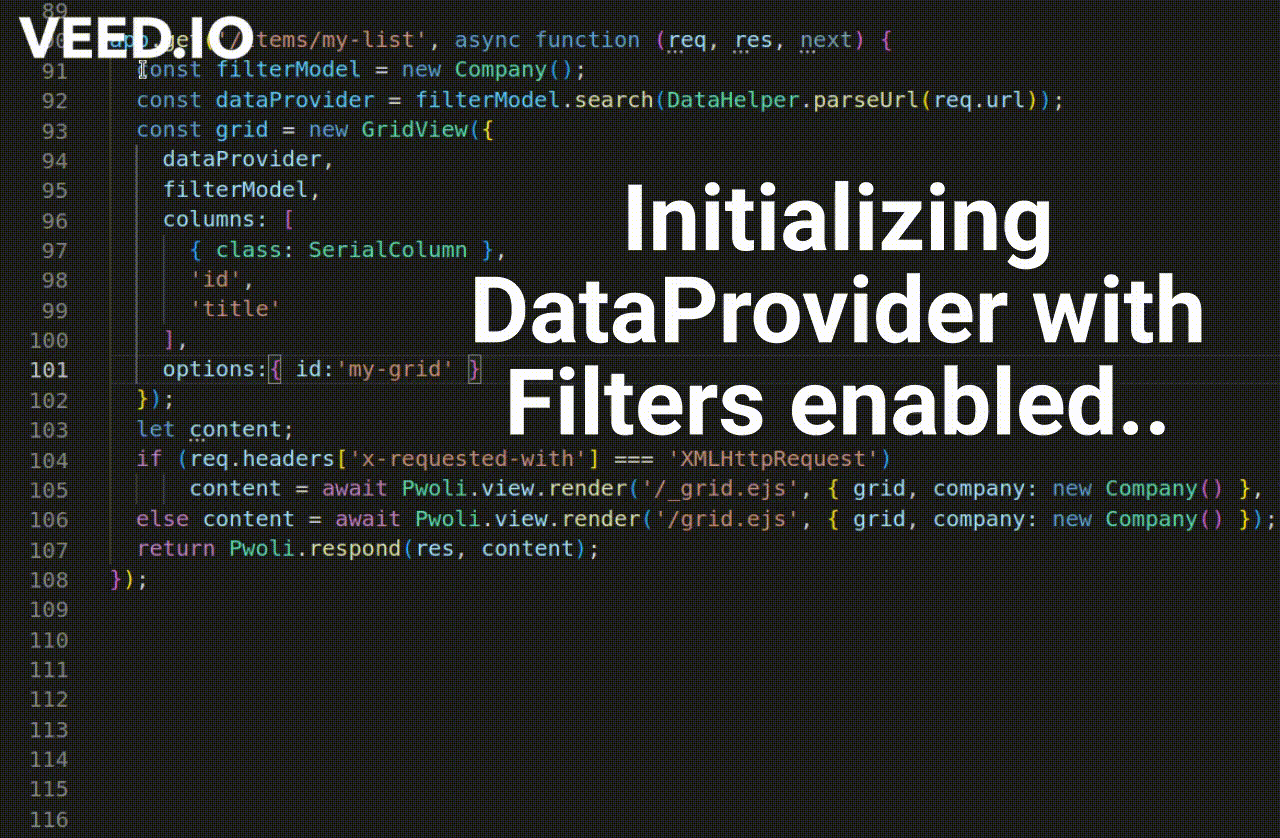 VEED.IO
89
90 app.get('/items/my-list', async function (req, res, next) {
91 const filterModel = new Company();
92 const dataProvider = filterModel.search(DataHelper.parseUrl(req.url));
93 const grid = new GridView({
94 dataProvider,
95 filterModel,
96 columns: [
97 { class: SerialColumn },
98 'id',
99 'title'
100 ],
101 options:{ id:'my-grid' }
102 });
103 let content;
104 if (req.headers['x-requested-with'] === 'XMLHttpRequest')
105 content = await Pwoli.view.render('/_grid.ejs', { grid, company: new Company() },
106 else content = await Pwoli.view.render('/grid.ejs', { grid, company: new Company() });
107 return Pwoli.respond(res, content);
108 });
109
110
111
112
113
114
115
116
Initializing
DataProvider with
Filters enabled..